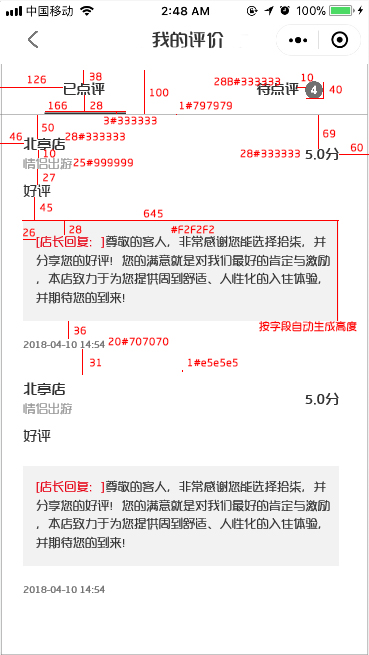 中国移动 2:48 AM 100%
我的评价
126 38 28B#333333 10
已点评 待点评 4 40
166 28 100 1#797979
3#333333
50 69
46 28#333333
北亭店 28#333333 5.0分 60
10
情侣出游 25#999999
27
好评
45 645
26 28 #F2F2F2
[店长回复：]尊敬的客人，非常感谢您能选择拾柒，并
分享您的好评！您的满意就是对我们最好的肯定与激励
，本店致力于为您提供周到舒适、人性化的入住体验，
并期待您的到来！
按字段自动生成高度
36
2018-04-10 14:54 20#707070
31 1#e5e5e5
北亭店
5.0分
情侣出游
好评
[店长回复：]尊敬的客人，非常感谢您能选择拾柒，并
分享您的好评！您的满意就是对我们最好的肯定与激励
，本店致力于为您提供周到舒适、人性化的入住体验，
并期待您的到来！
2018-04-10 14:54